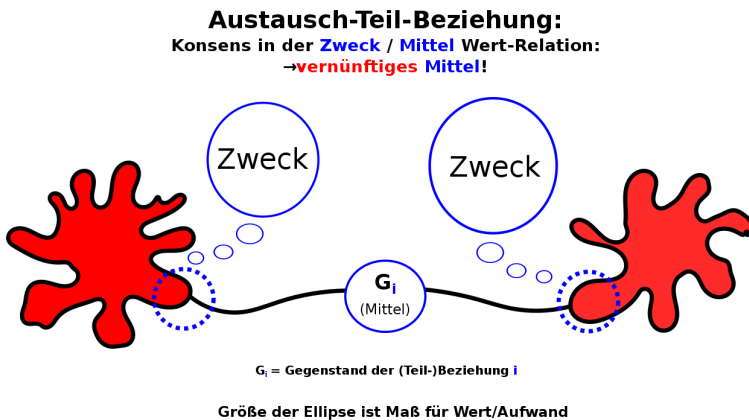 Austausch-Teil-Beziehung:
Konsens in der Zweck / Mittel Wert-Relation:
→vernünftiges Mittel!
Zweck
Zweck
Gi
(Mittel)
Gi = Gegenstand der (Teil-)Beziehung i
Größe der Ellipse ist Maß für Wert/Aufwand